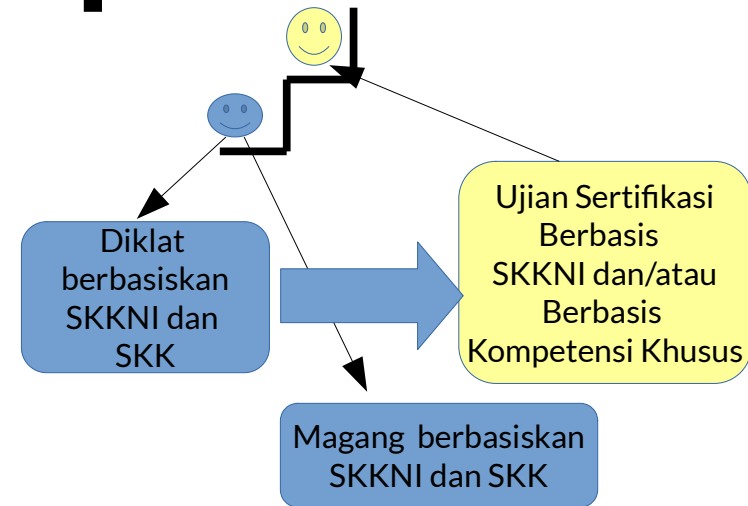 Diklat
berbasiskan
SKKNI dan
SKK
Ujian Sertifikasi
Berbasis
SKKNI dan/atau
Berbasis
Kompetensi Khusus
Magang berbasiskan
SKKNI dan SKK